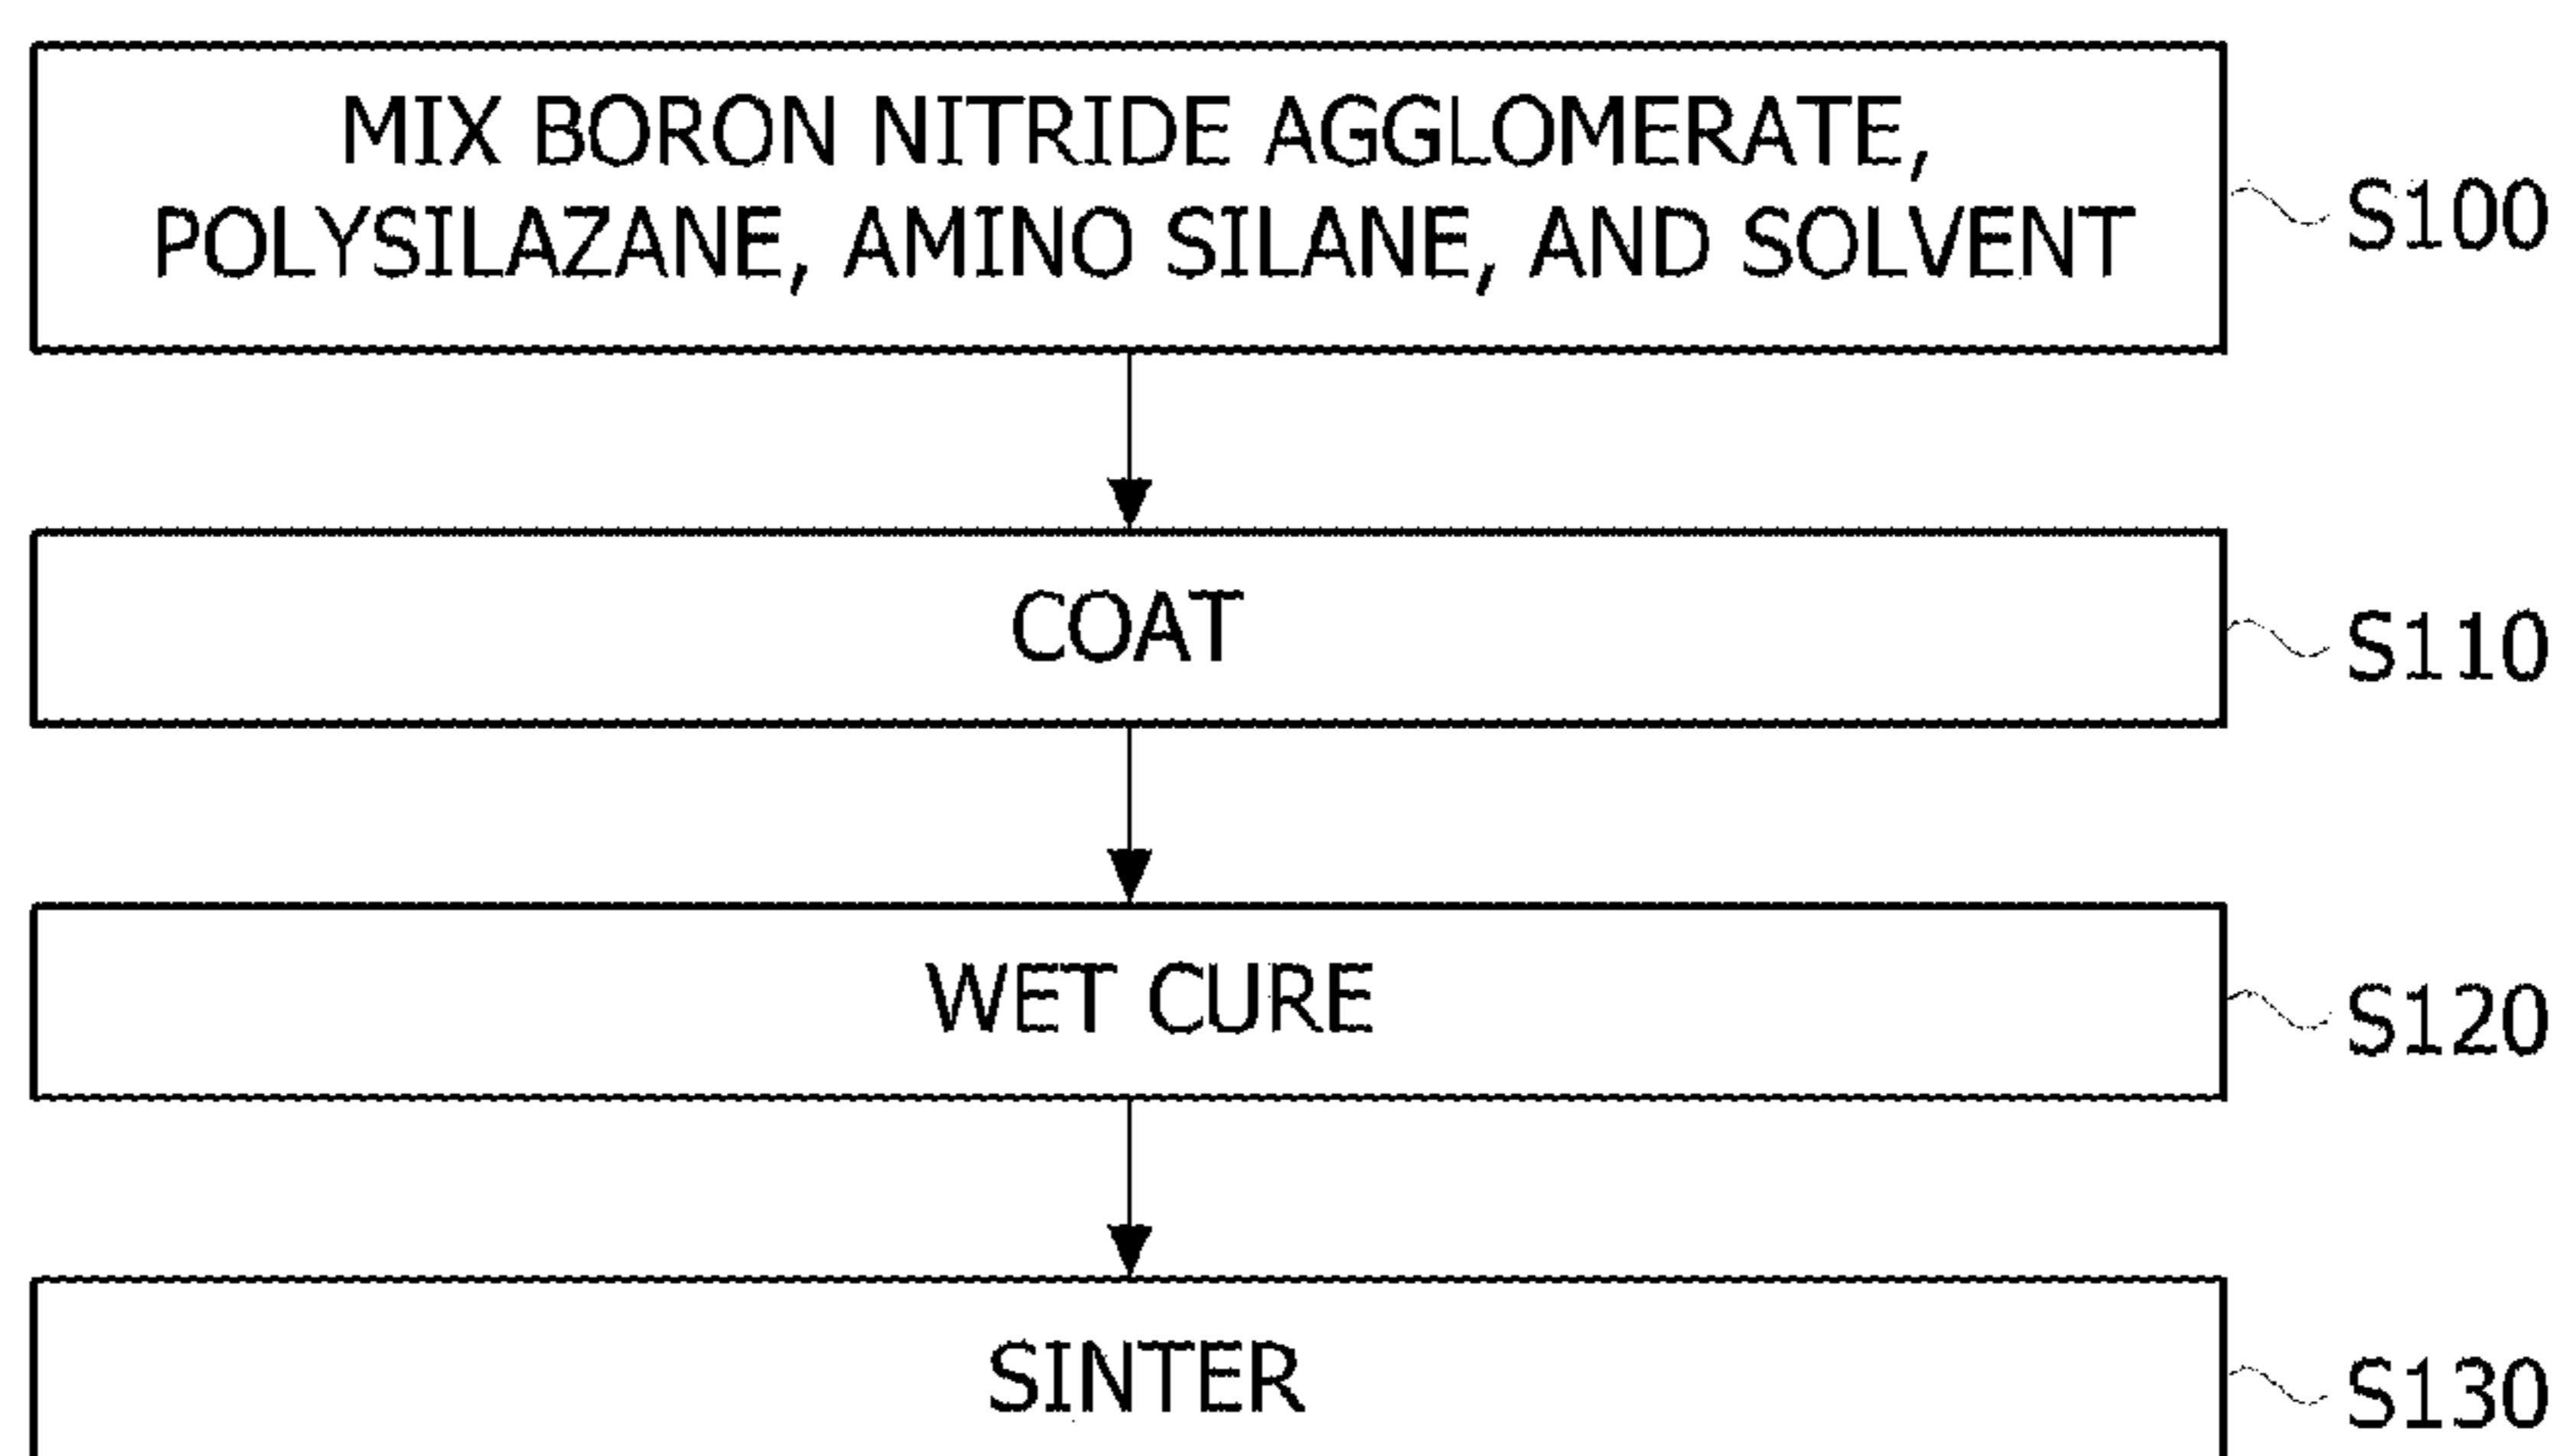 MIX BORON NITRIDE AGGLOMERATE,
POLYSILAZANE, AMINO SILANE, AND SOLVENT
S100
COAT
S110
WET CURE
S120
SINTER
S130